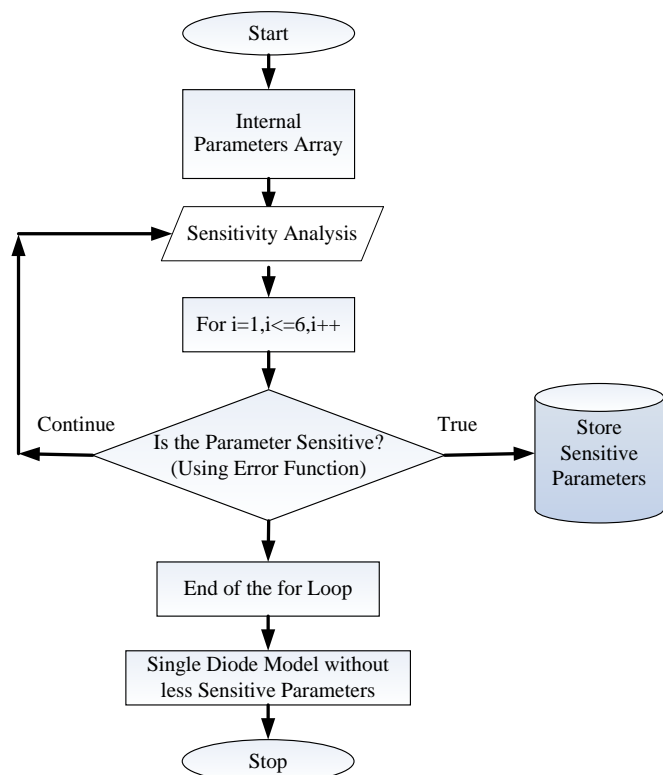 Start
Internal
Parameters Array
Sensitivity Analysis
For i=1,i<=6,i++
Continue
Is the Parameter Sensitive?
(Using Error Function)
True
Store
Sensitive
Parameters
End of the for Loop
Single Diode Model without
less Sensitive Parameters
Stop